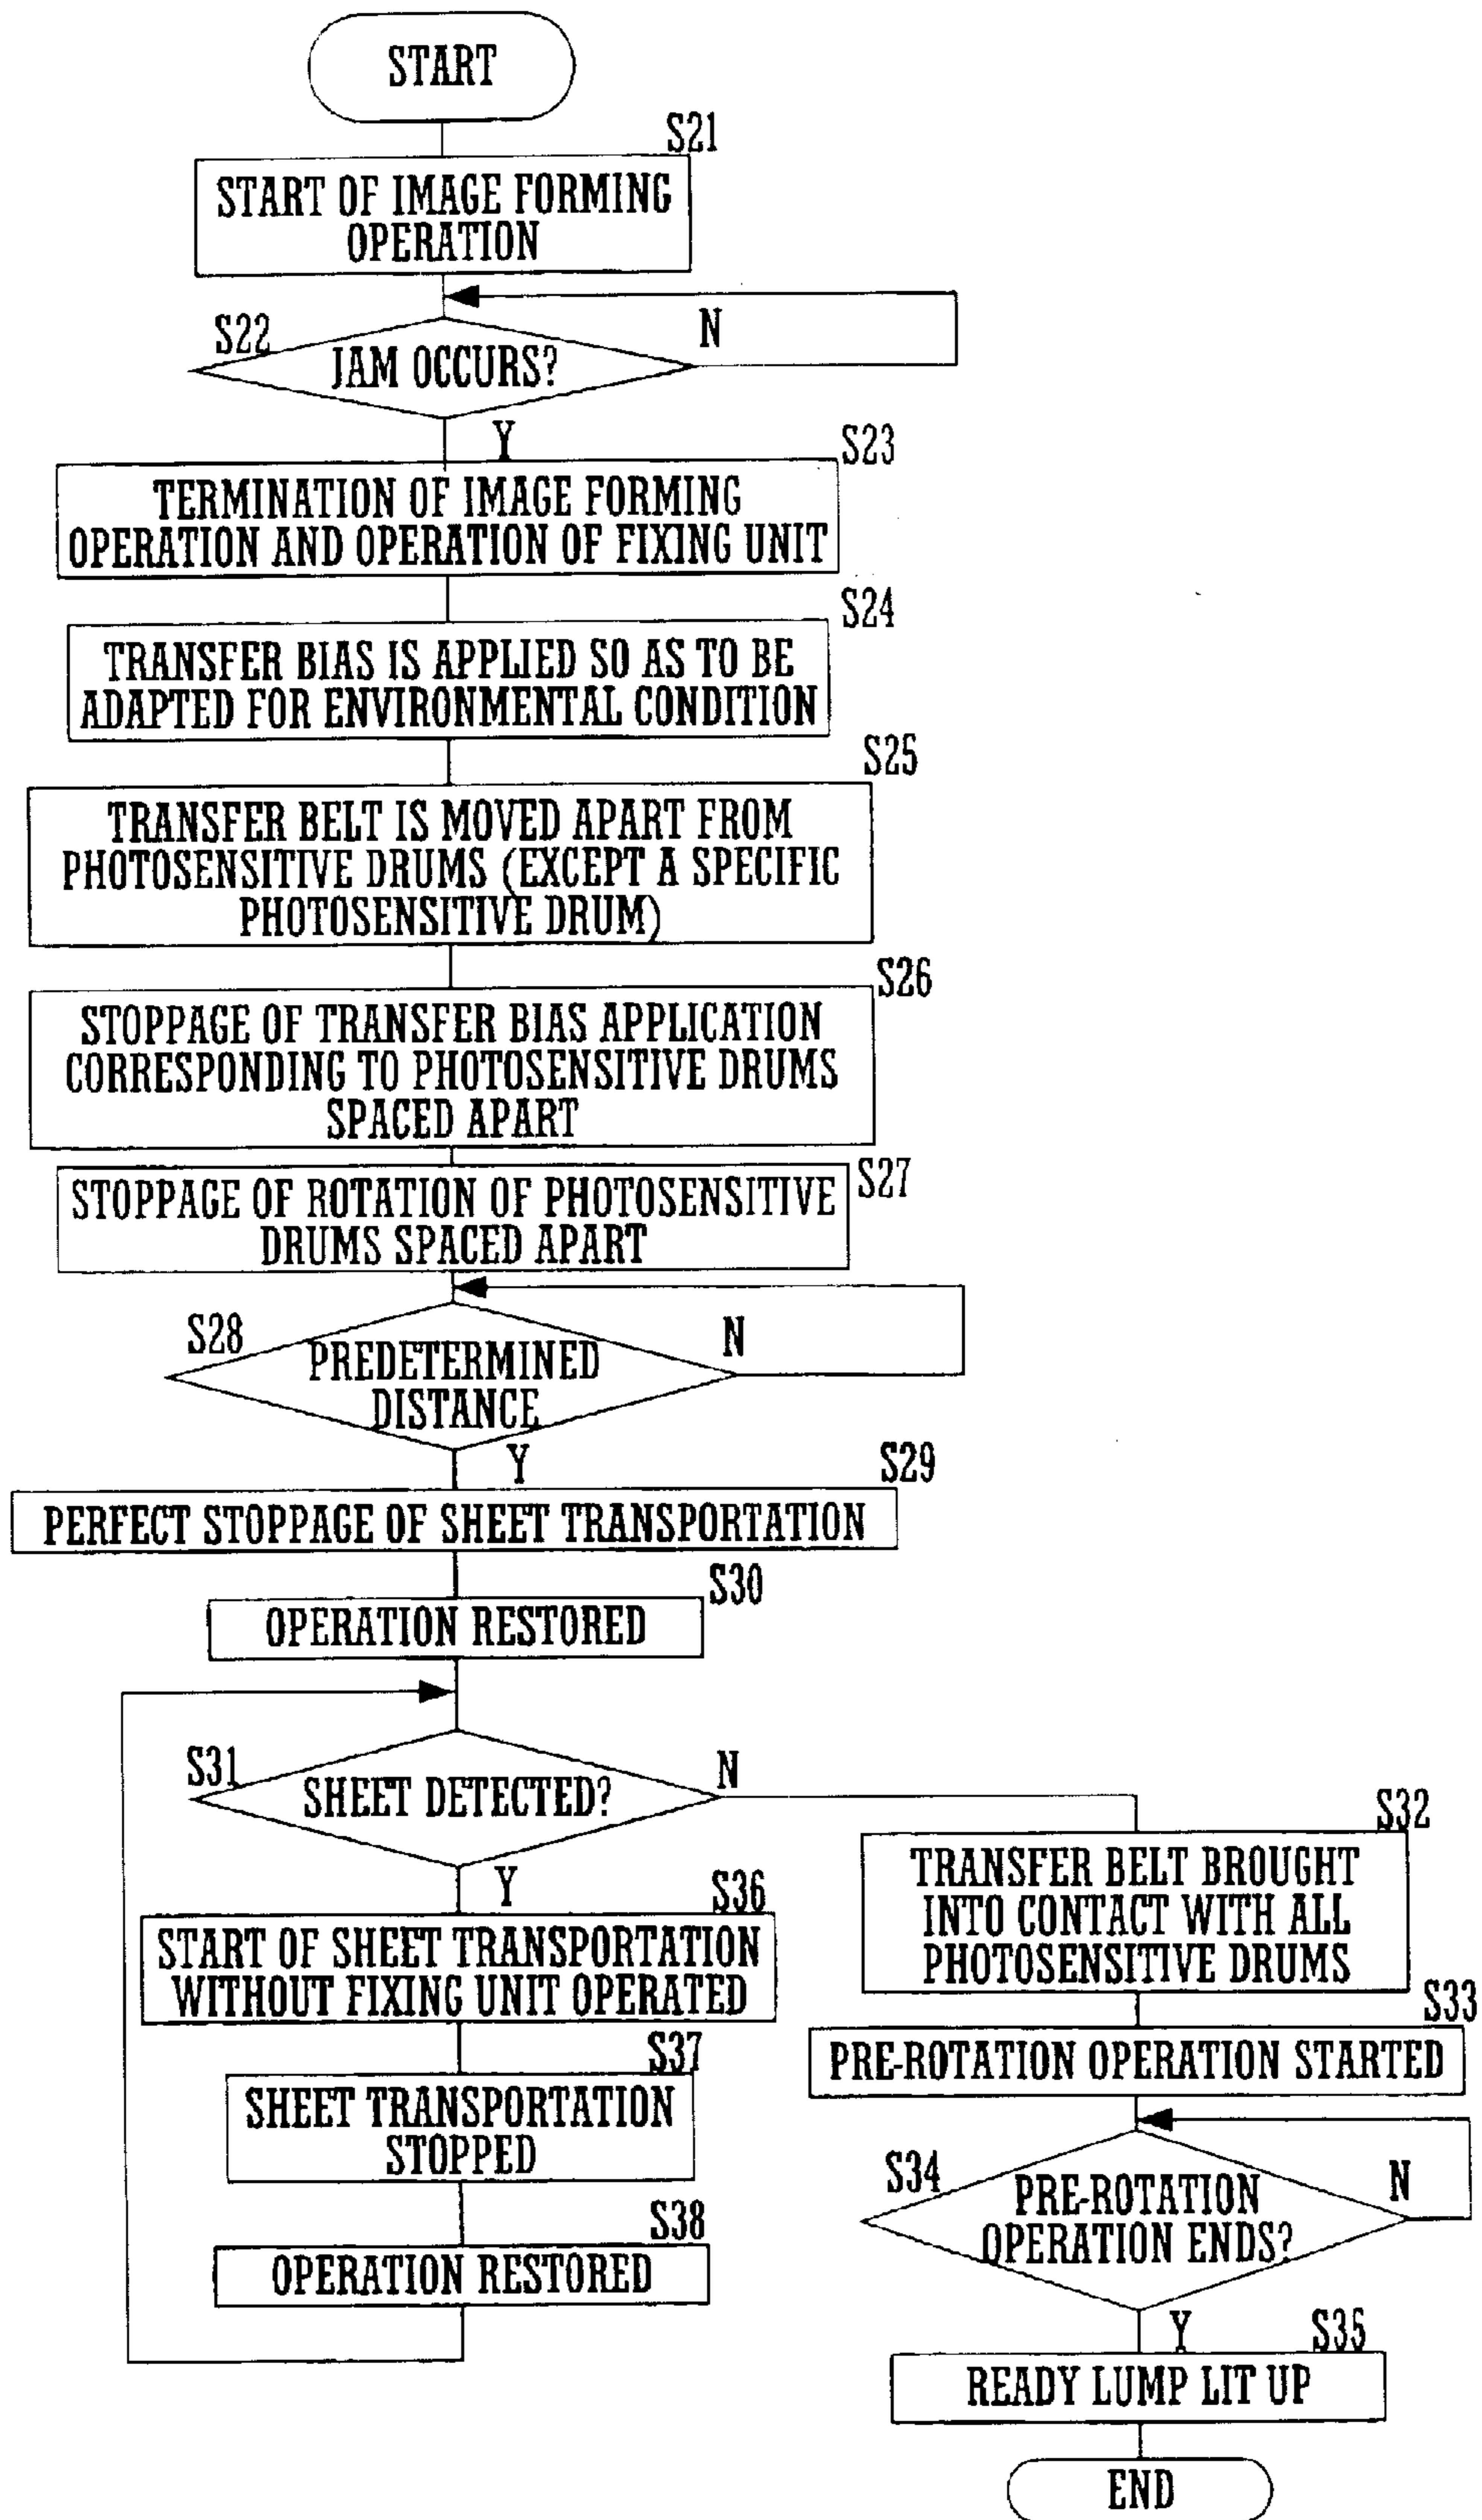 START
S21
START OF IMAGE FORMING
OPERATION
S22
JAM OCCURS?
N
Y
S23
TERMINATION OF IMAGE FORMING
OPERATION AND OPERATION OF FIXING UNIT
S24
TRANSFER BIAS IS APPLIED SO AS TO BE
ADAPTED FOR ENVIRONMENTAL CONDITION
S25
TRANSFER BELT IS MOVED APART FROM
PHOTOSENSITIVE DRUMS (EXCEPT A SPECIFIC
PHOTOSENSITIVE DRUM)
S26
STOPPAGE OF TRANSFER BIAS APPLICATION
CORRESPONDING TO PHOTOSENSITIVE DRUMS
SPACED APART
S27
STOPPAGE OF ROTATION OF PHOTOSENSITIVE
DRUMS SPACED APART
S28
PREDETERMINED
DISTANCE
N
Y
S29
PERFECT STOPPAGE OF SHEET TRANSPORTATION
S30
OPERATION RESTORED
S31
SHEET DETECTED?
N
Y
S36
START OF SHEET TRANSPORTATION
WITHOUT FIXING UNIT OPERATED
S37
SHEET TRANSPORTATION
STOPPED
S38
OPERATION RESTORED
S32
TRANSFER BELT BROUGHT
INTO CONTACT WITH ALL
PHOTOSENSITIVE DRUMS
S33
PRE-ROTATION OPERATION STARTED
S34
PRE-ROTATION
OPERATION ENDS?
N
Y
S35
READY LUMP LIT UP
END